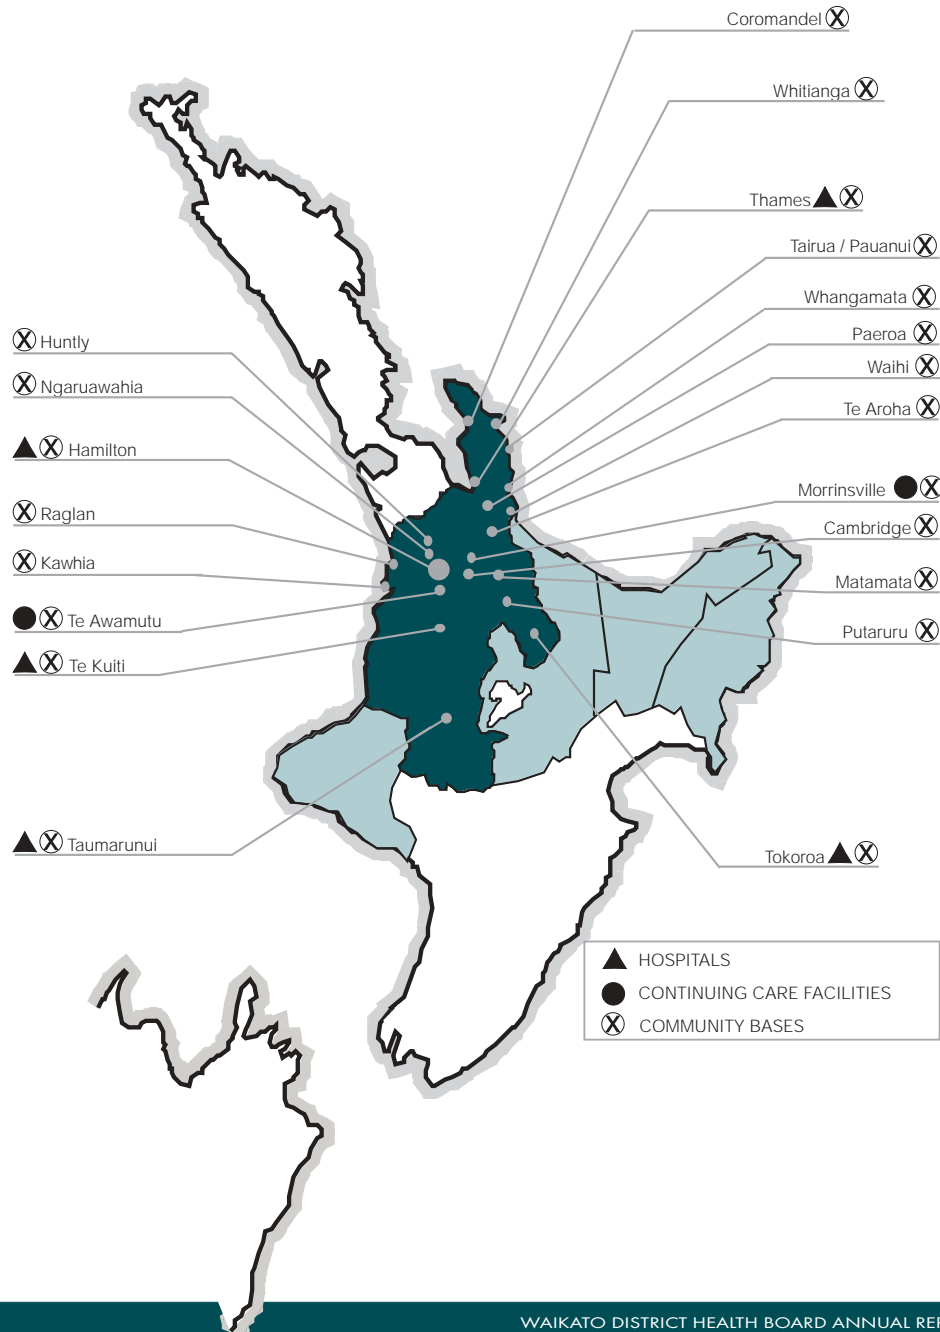 Coromandel X
Whitianga X
Thames X
Tairua / Pauanui X
Whangamata X
Paeroa X
Waihi X
Te Aroha X
Morrinsville X
Cambridge X
Matamata X
Putaruru X
Tokoroa X
X Huntly
X Ngaruawahia
X Hamilton
X Raglan
X Kawhia
X Te Awamutu
X Te Kuiti
X Taumarunui
HOSPITALS
CONTINUING CARE FACILITIES
X COMMUNITY BASES
WAIKATO DISTRICT HEALTH BOARD ANNUAL